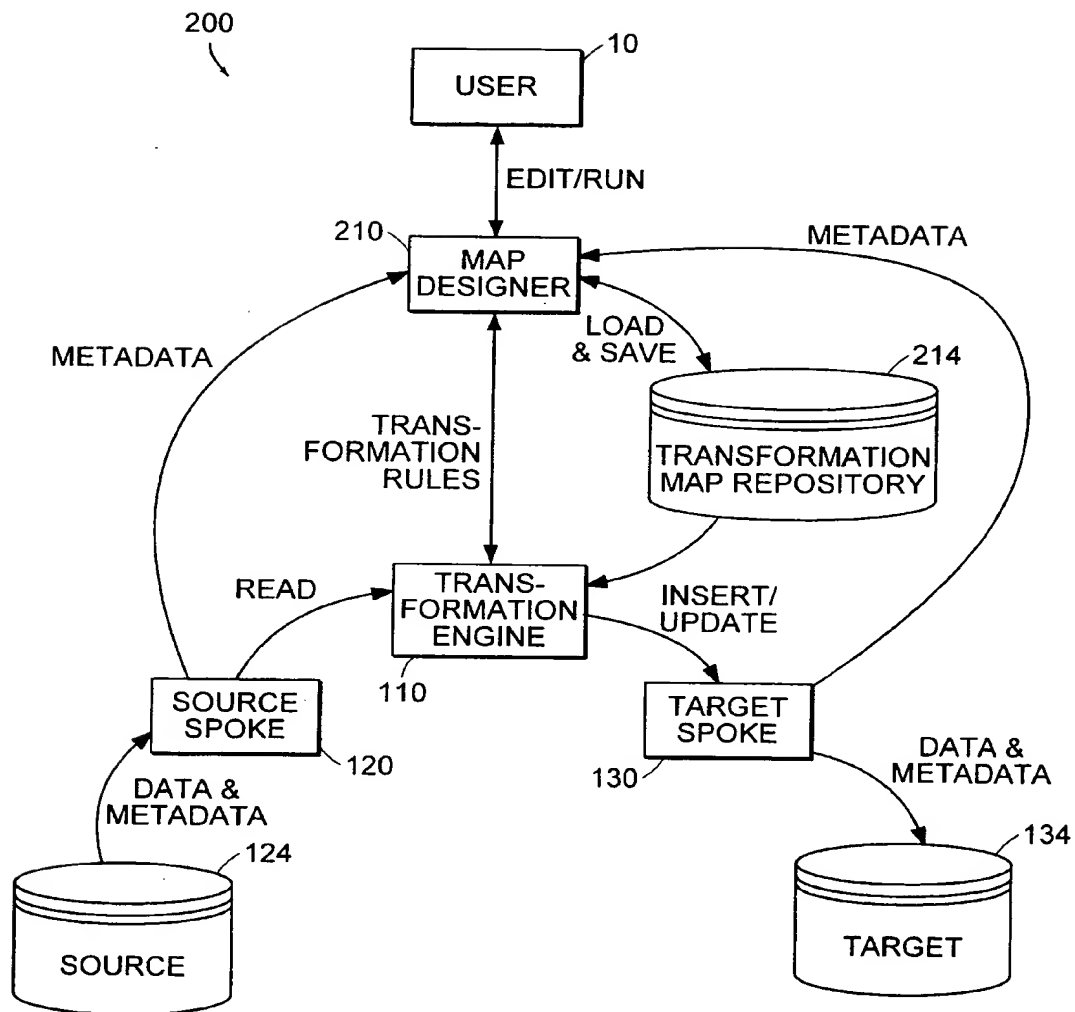 200
10
USER
EDIT/RUN
210
MAP
DESIGNER
METADATA
METADATA
LOAD
& SAVE
214
TRANS-
FORMATION
RULES
TRANSFORMATION
MAP REPOSITORY
READ
TRANS-
FORMATION
ENGINE
INSERT/
UPDATE
110
SOURCE
SPOKE
120
TARGET
SPOKE
130
DATA &
METADATA
DATA &
METADATA
124
SOURCE
134
TARGET